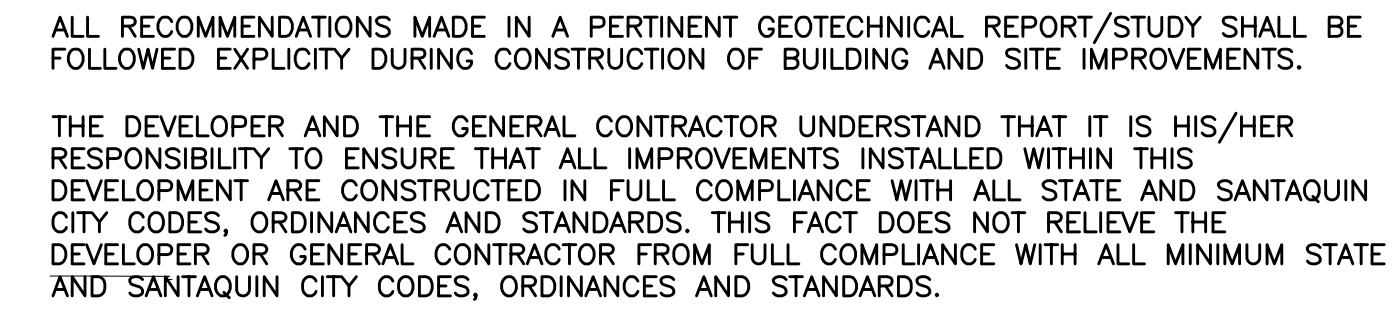 ALL RECOMMENDATIONS MADE IN A PERTINENT GEOTECHNICAL REPORT/STUDY SHALL BE
FOLLOWED EXPLICITY DURING CONSTRUCTION OF BUILDING AND SITE IMPROVEMENTS.
THE DEVELOPER AND THE GENERAL CONTRACTOR UNDERSTAND THAT IT IS HIS/HER
RESPONSIBILITY TO ENSURE THAT ALL IMPROVEMENTS INSTALLED WITHIN THIS
DEVELOPMENT ARE CONSTRUCTED IN FULL COMPLIANCE WITH ALL STATE AND SANTAQUIN
CITY CODES, ORDINANCES AND STANDARDS. THIS FACT DOES NOT RELIEVE THE
DEVELOPER OR GENERAL CONTRACTOR FROM FULL COMPLIANCE WITH ALL MINIMUM STATE
AND SANTAQUIN CITY CODES, ORDINANCES AND STANDARDS.